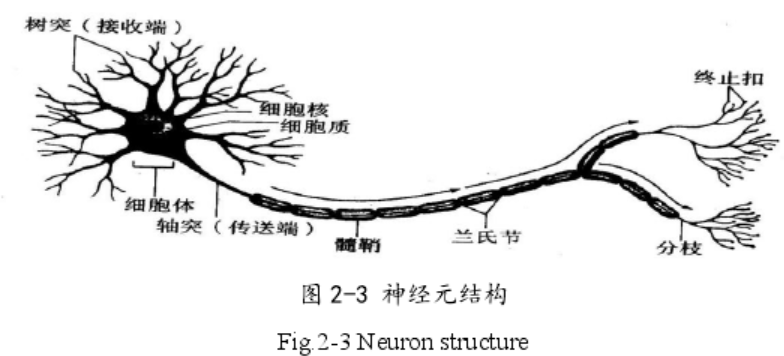 树突（接收端）
终止扣
细胞核
细胞质
细胞体
轴突（传送端）
髓鞘
兰氏节
分枝
图 2-3 神经元结构
Fig.2-3 Neuron structure